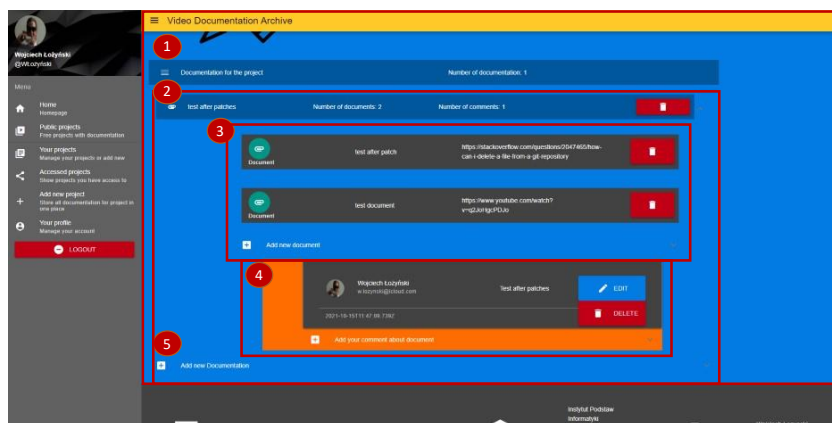 Video Documentation Archive
Wojciech Łożyński
@WŁożyński
Menu
Home
Homepage
Public projects
Free projects with documentation
Your projects
Manage your projects or add new
Accessed projects
Show projects you have access to
Add new project
Store all documentation for project in
one place
Your profile
Manage your account
LOGOUT
1
Documentation for the project
Number of documentation: 1
2
test after patches
Number of documents: 2
Number of comments: 1
3
Document
test after patch
https://stackoverflow.com/questions/2047465/how-
can-i-delete-a-file-from-a-git-repository
Document
test document
https://www.youtube.com/watch?
Add new document
4
Wojciech Łożyński
w.lozynski@icloud.com
test after patches
EDIT
DELETE
Add your comment about document
5
Add new Documentation
Instytut Podstaw
Informatyki